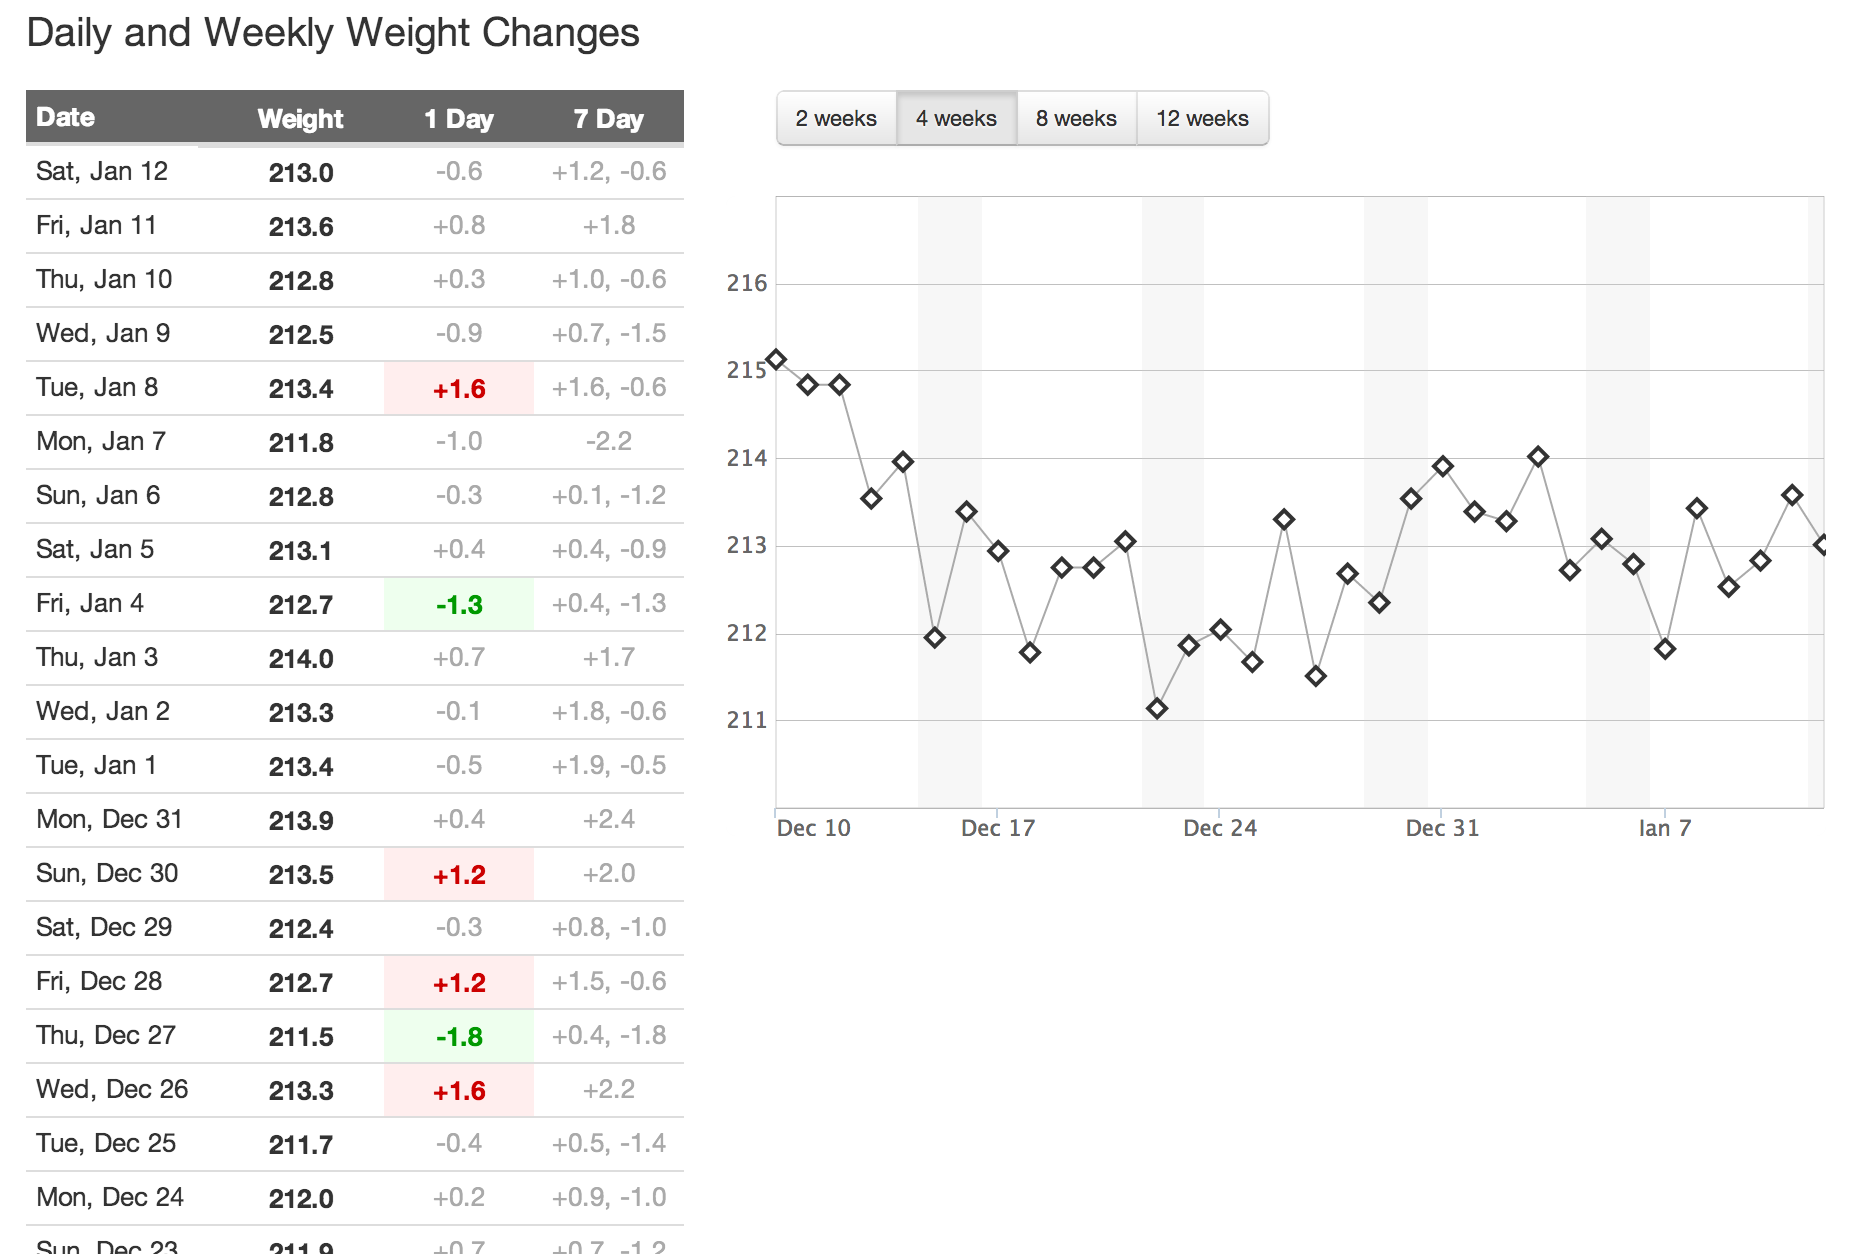 Daily and Weekly Weight Changes
Date Weight 1 Day 7 Day
Sat, Jan 12 213.0 -0.6 +1.2, -0.6
Fri, Jan 11 213.6 +0.8 +1.8
Thu, Jan 10 212.8 +0.3 +1.0, -0.6
Wed, Jan 9 212.5 -0.9 +0.7, -1.5
Tue, Jan 8 213.4 +1.6 +1.6, -0.6
Mon, Jan 7 211.8 -1.0 -2.2
Sun, Jan 6 212.8 -0.3 +0.1, -1.2
Sat, Jan 5 213.1 +0.4 +0.4, -0.9
Fri, Jan 4 212.7 -1.3 +0.4, -1.3
Thu, Jan 3 214.0 +0.7 +1.7
Wed, Jan 2 213.3 -0.1 +1.8, -0.6
Tue, Jan 1 213.4 -0.5 +1.9, -0.5
Mon, Dec 31 213.9 +0.4 +2.4
Sun, Dec 30 213.5 +1.2 +2.0
Sat, Dec 29 212.4 -0.3 +0.8, -1.0
Fri, Dec 28 212.7 +1.2 +1.5, -0.6
Thu, Dec 27 211.5 -1.8 +0.4, -1.8
Wed, Dec 26 213.3 +1.6 +2.2
Tue, Dec 25 211.7 -0.4 +0.5, -1.4
Mon, Dec 24 212.0 +0.2 +0.9, -1.0
Sun, Dec 23 211.9 +0.7 +0.7, -1.2
2 weeks 4 weeks 8 weeks 12 weeks
216
215
214
213
212
211
Dec 10 Dec 17 Dec 24 Dec 31 Jan 7